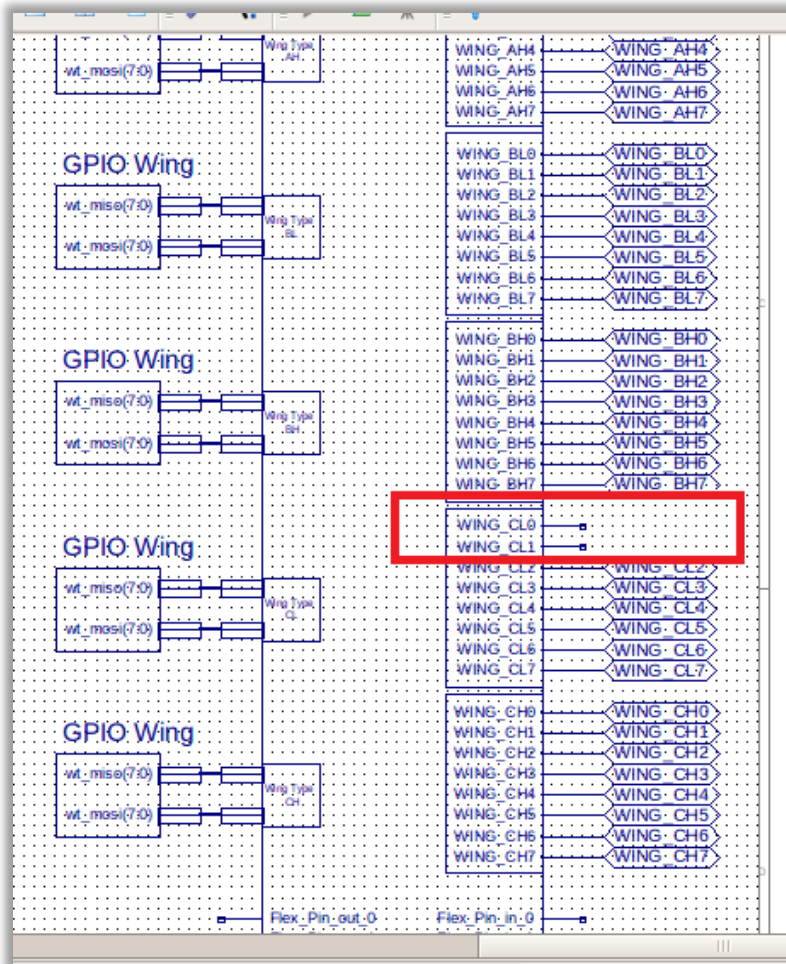 wt_mosi(7:0)
Wing Type
AH
WING_AH4 WING_AH4
WING_AH5 WING_AH5
WING_AH6 WING_AH6
WING_AH7 WING_AH7
GPIO Wing
wt_miso(7:0)
wt_mosi(7:0)
Wing Type
BL
WING_BL0 WING_BL0
WING_BL1 WING_BL1
WING_BL2 WING_BL2
WING_BL3 WING_BL3
WING_BL4 WING_BL4
WING_BL5 WING_BL5
WING_BL6 WING_BL6
WING_BL7 WING_BL7
GPIO Wing
wt_miso(7:0)
wt_mosi(7:0)
Wing Type
BH
WING_BH0 WING_BH0
WING_BH1 WING_BH1
WING_BH2 WING_BH2
WING_BH3 WING_BH3
WING_BH4 WING_BH4
WING_BH5 WING_BH5
WING_BH6 WING_BH6
WING_BH7 WING_BH7
GPIO Wing
wt_miso(7:0)
wt_mosi(7:0)
Wing Type
CL
WING_CL0
WING_CL1
WING_CL2 WING_CL2
WING_CL3 WING_CL3
WING_CL4 WING_CL4
WING_CL5 WING_CL5
WING_CL6 WING_CL6
WING_CL7 WING_CL7
GPIO Wing
wt_miso(7:0)
wt_mosi(7:0)
Wing Type
CH
WING_CH0 WING_CH0
WING_CH1 WING_CH1
WING_CH2 WING_CH2
WING_CH3 WING_CH3
WING_CH4 WING_CH4
WING_CH5 WING_CH5
WING_CH6 WING_CH6
WING_CH7 WING_CH7
Flex_Pin_out_0 Flex_Pin_in_0